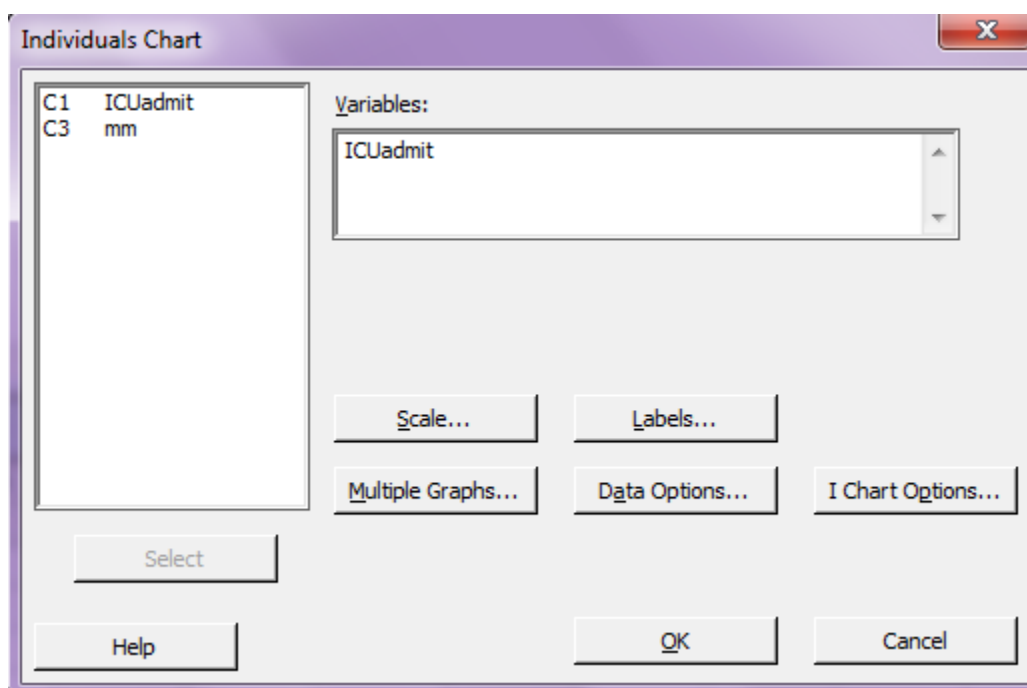 Individuals Chart
C1 ICUadmit
C3 mm
Variables:
ICUadmit
Scale...
Labels...
Multiple Graphs...
Data Options...
I Chart Options...
Select
Help
OK
Cancel